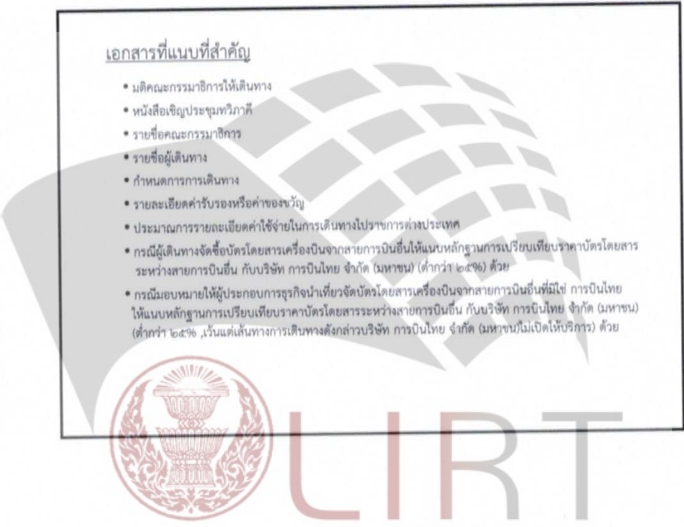 เอกสารที่แนบที่สำคัญ
• มติคณะกรรมาธิการให้เดินทาง
• หนังสือเชิญประชุมทวิภาคี
• รายชื่อคณะกรรมาธิการ
• รายชื่อผู้เดินทาง
• กำหนดการการเดินทาง
• รายละเอียดค่ารับรองหรือค่าของขวัญ
• ประมาณการรายละเอียดค่าใช้จ่ายในการเดินทางไปราชการต่างประเทศ
• กรณีผู้เดินทางจัดซื้อบัตรโดยสารเครื่องบินจากสายการบินอื่นให้แนบหลักฐานการเปรียบเทียบราคาบัตรโดยสาร
ระหว่างสายการบินอื่น กับบริษัท การบินไทย จำกัด (มหาชน) (ต่ำกว่า ๒๕%) ด้วย
• กรณีมอบหมายให้ผู้ประกอบการธุรกิจนำเที่ยวจัดบัตรโดยสารเครื่องบินจากสายการบินอื่นที่มิใช่ การบินไทย
ให้แนบหลักฐานการเปรียบเทียบราคาบัตรโดยสารระหว่างสายการบินอื่น กับบริษัท การบินไทย จำกัด (มหาชน)
(ต่ำกว่า ๒๕% ,เว้นแต่เส้นทางการเดินทางดังกล่าวบริษัท การบินไทย จำกัด (มหาชน)ไม่เปิดให้บริการ) ด้วย
LIRT